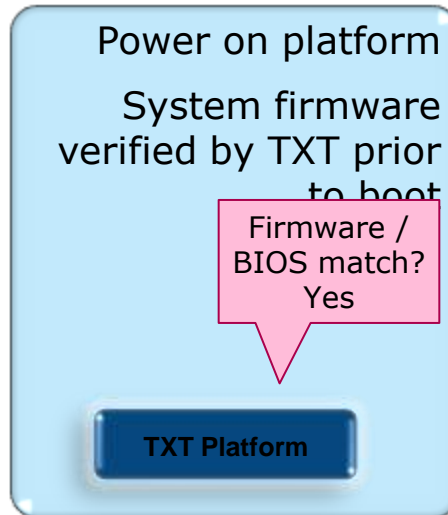 Power on platform
System firmware
verified by TXT prior
to boot
Firmware /
BIOS match?
Yes
TXT Platform